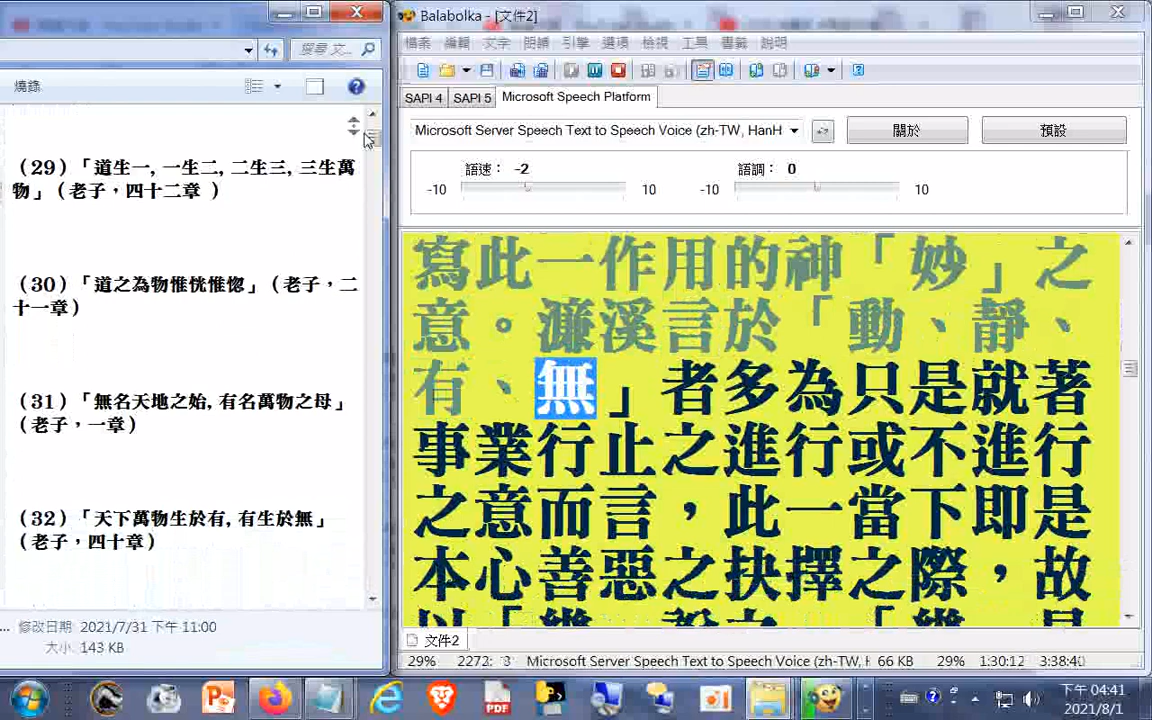 搜尋 文...
燒錄
（29）「道生一, 一生二, 二生三, 三生萬
物」（老子，四十二章 ）
（30）「道之為物惟恍惟惚」（老子，二
十一章）
（31）「無名天地之始, 有名萬物之母」
（老子，一章）
（32）「天下萬物生於有, 有生於無」
（老子，四十章）
... 修改日期: 2021/7/31 下午 11:00
大小: 143 KB
Balabolka - [文件2]
檔案 編輯 文字 閱讀 引擎 選項 檢視 工具 書籤 說明
SAPI 4 SAPI 5 Microsoft Speech Platform
Microsoft Server Speech Text to Speech Voice (zh-TW, HanH
關於
預設
語速： -2
語調： 0
-10 10 -10 10
寫此一作用的神「妙」之
意。濂溪言於「動、靜、
有、無」者多為只是就著
事業行止之進行或不進行
之意而言，此一當下即是
本心善惡之抉擇之際，故
文件2
29% 2272: 3 Microsoft Server Speech Text to Speech Voice (zh-TW, H 66 KB 29% 1:30:12 3:38:40
PDF
下午 04:41
2021/8/1